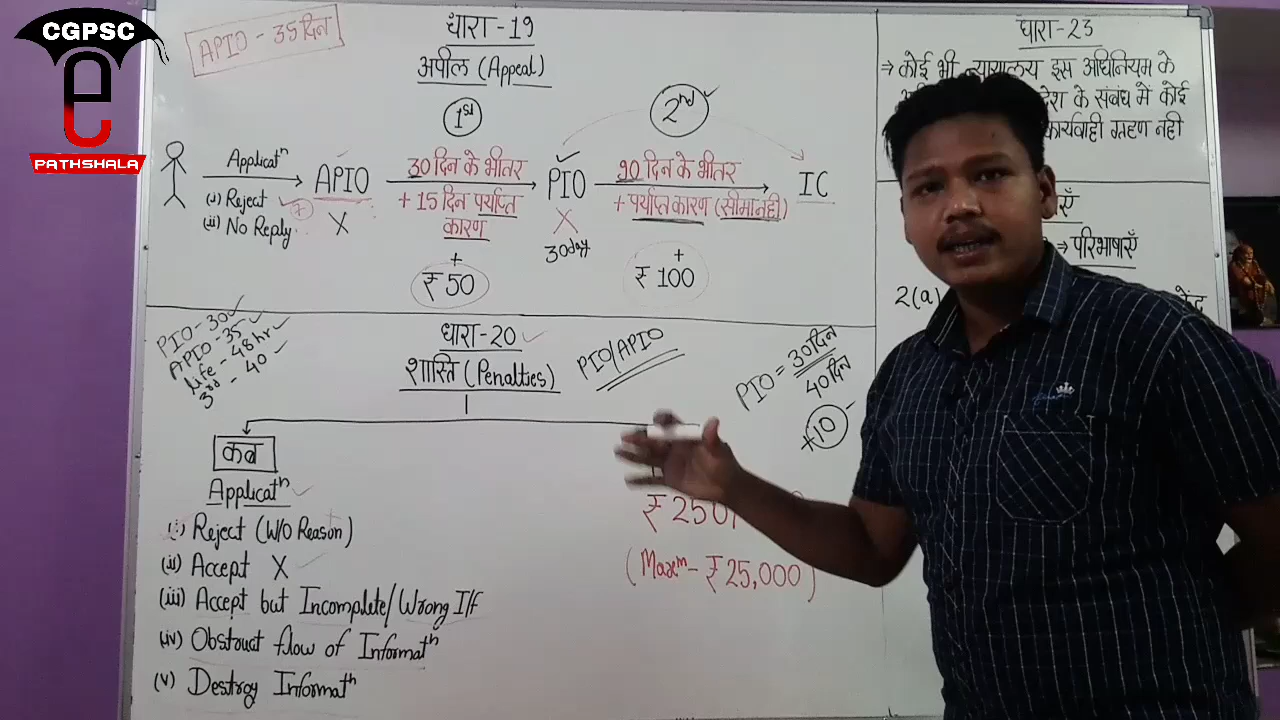 CGPSC
e
PATHSHALA
APIO - 35 दिन
धारा-19
अपील (Appeal)
1st
2nd
Applicatn
(i) Reject
(ii) No Reply
APIO
X
30 दिन के भीतर
+ 15 दिन पर्याप्त
कारण
+
₹ 50
PIO
X
30 day
90 दिन के भीतर
+ पर्याप्त कारण (सीमा नही)
+
₹ 100
IC
धारा-23
⇒ कोई भी न्यायालय इस अधिनियम के
के संबंध में कोई
कार्यवाही ग्रहण नही
⇒ परिभाषाएँ
2(a)
PIO-30
APIO-35
Life-48hr
3rd-40
धारा-20
शास्ति (Penalties)
PIO/APIO
PIO = 30 दिन
40 दिन
+10
कब
Applicatn
(i) Reject (W/O Reason)
(ii) Accept X
(iii) Accept but Incomplete/Wrong I/f
(iv) Obstruct flow of Informatn
(v) Destroy Informatn
₹ 250/
(Maxm - ₹ 25,000)